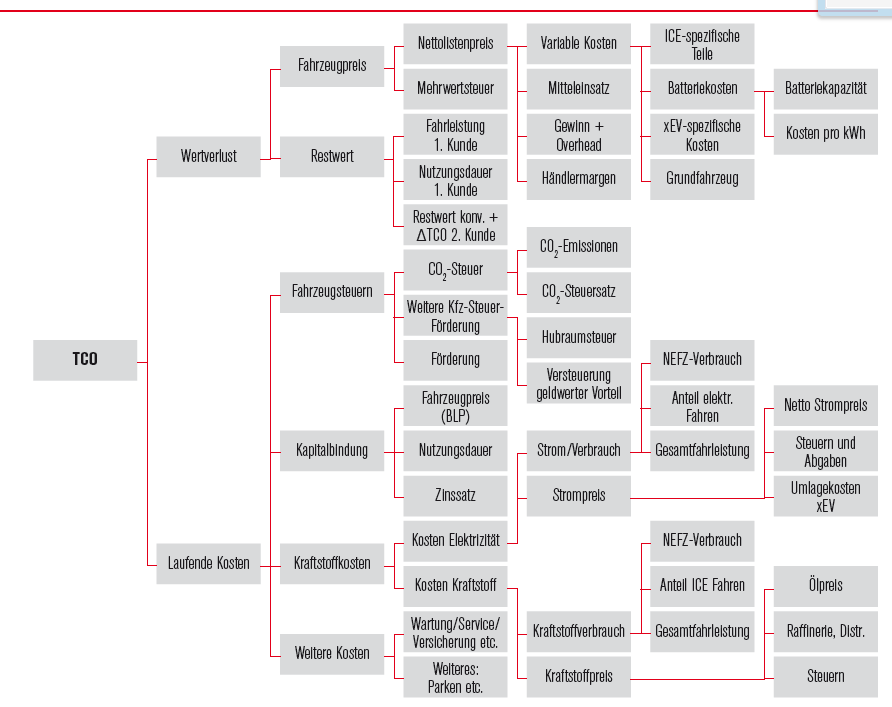 TCO
Wertverlust
Laufende Kosten
Fahrzeugpreis
Restwert
Fahrzeugsteuern
Kapitalbindung
Kraftstoffkosten
Weitere Kosten
Nettolistenpreis
Mehrwertsteuer
Fahrleistung
1. Kunde
Nutzungsdauer
1. Kunde
Restwert konv. +
ΔTCO 2. Kunde
CO₂-Steuer
Weitere Kfz-Steuer-
Förderung
Förderung
Fahrzeugpreis
(BLP)
Nutzungsdauer
Zinssatz
Kosten Elektrizität
Kosten Kraftstoff
Wartung/Service/
Versicherung etc.
Weiteres:
Parken etc.
Variable Kosten
Mitteleinsatz
Gewinn +
Overhead
Händlermargen
CO₂-Emissionen
CO₂-Steuersatz
Hubraumsteuer
Versteuerung
geldwerter Vorteil
Strom/Verbrauch
Strompreis
Kraftstoffverbrauch
Kraftstoffpreis
ICE-spezifische
Teile
Batteriekosten
xEV-spezifische
Kosten
Grundfahrzeug
NEFZ-Verbrauch
Anteil elektr.
Fahren
Gesamtfahrleistung
NEFZ-Verbrauch
Anteil ICE Fahren
Gesamtfahrleistung
Batteriekapazität
Kosten pro kWh
Netto Strompreis
Steuern und
Abgaben
Umlagekosten
xEV
Ölpreis
Raffinerie, Distr.
Steuern